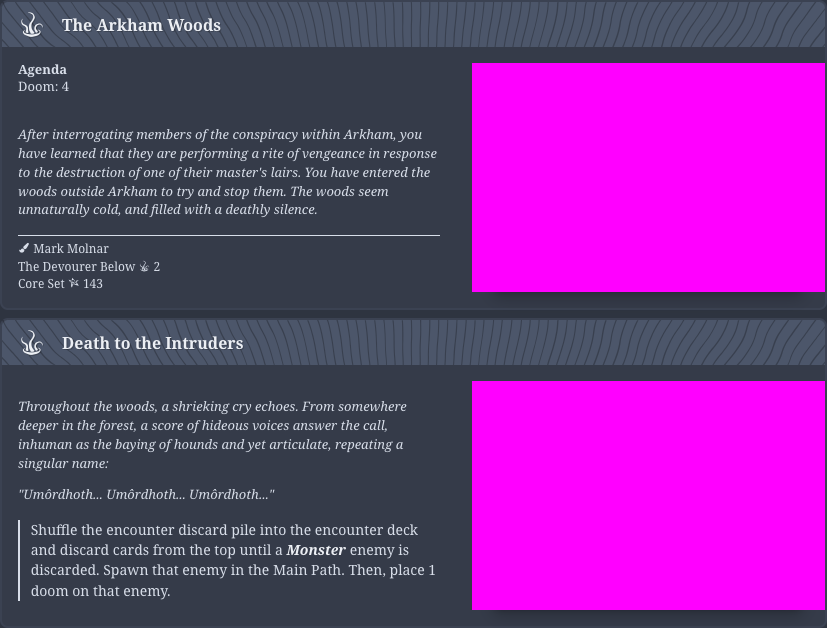 The Arkham Woods
Agenda
Doom: 4
After interrogating members of the conspiracy within Arkham, you
have learned that they are performing a rite of vengeance in response
to the destruction of one of their master's lairs. You have entered the
woods outside Arkham to try and stop them. The woods seem
unnaturally cold, and filled with a deathly silence.
Mark Molnar
The Devourer Below 2
Core Set 143
Death to the Intruders
Throughout the woods, a shrieking cry echoes. From somewhere
deeper in the forest, a score of hideous voices answer the call,
inhuman as the baying of hounds and yet articulate, repeating a
singular name:
"Umôrdhoth... Umôrdhoth... Umôrdhoth..."
Shuffle the encounter discard pile into the encounter deck
and discard cards from the top until a Monster enemy is
discarded. Spawn that enemy in the Main Path. Then, place 1
doom on that enemy.